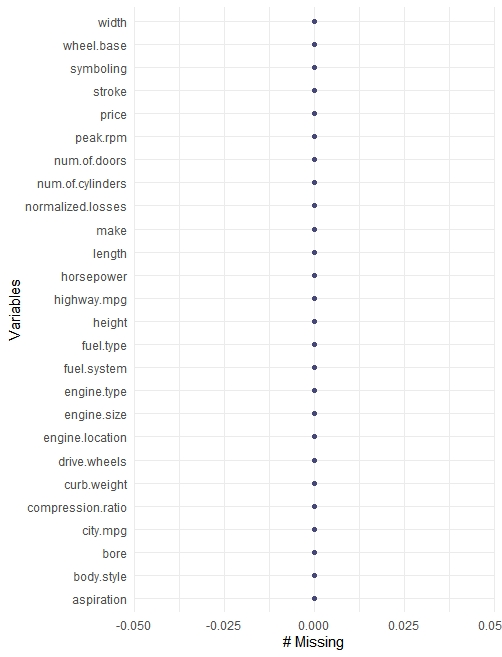 width
wheel.base
symboling
stroke
price
peak.rpm
num.of.doors
num.of.cylinders
normalized.losses
make
length
horsepower
highway.mpg
height
fuel.type
fuel.system
engine.type
engine.size
engine.location
drive.wheels
curb.weight
compression.ratio
city.mpg
bore
body.style
aspiration
Variables
-0.050 -0.025 0.000 0.025 0.05
# Missing